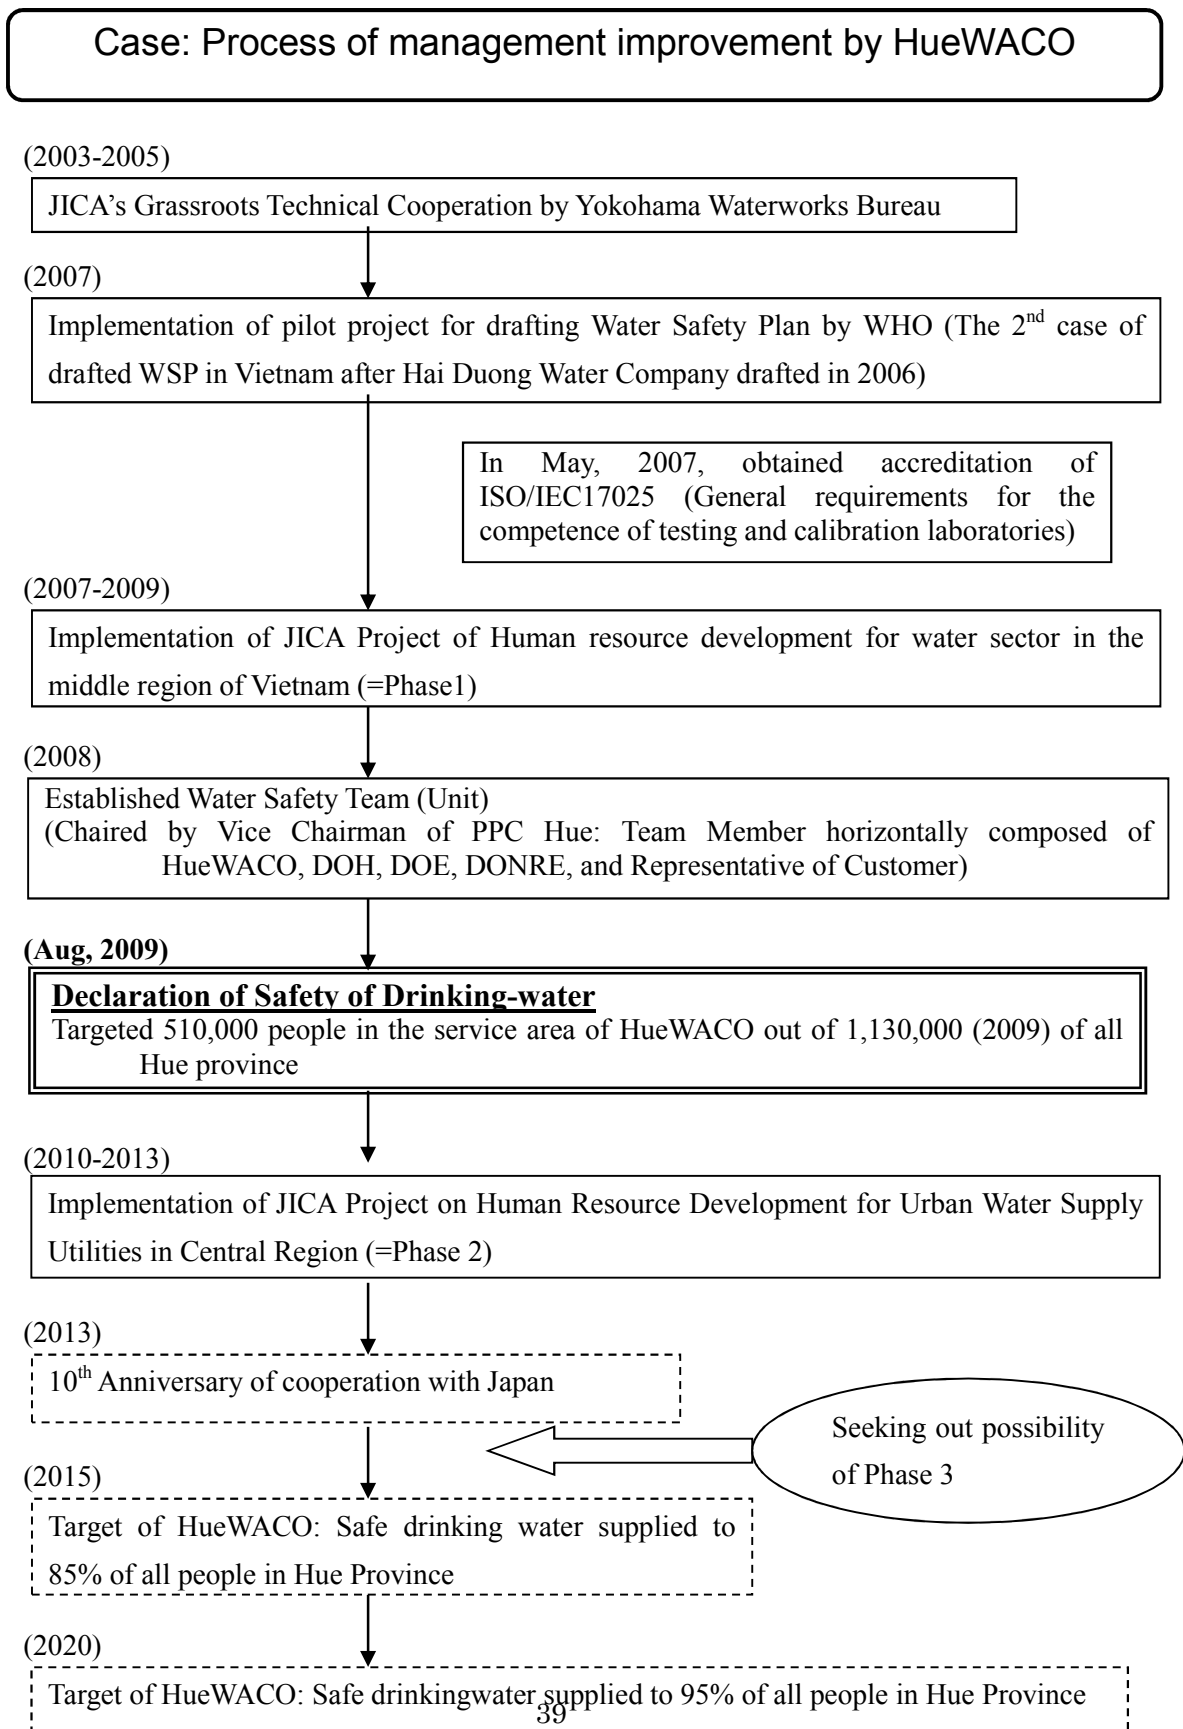 Case: Process of management improvement by HueWACO
(2003-2005)
JICA's Grassroots Technical Cooperation by Yokohama Waterworks Bureau
(2007)
Implementation of pilot project for drafting Water Safety Plan by WHO (The 2nd case of
drafted WSP in Vietnam after Hai Duong Water Company drafted in 2006)
In May, 2007, obtained accreditation of
ISO/IEC17025 (General requirements for the
competence of testing and calibration laboratories)
(2007-2009)
Implementation of JICA Project of Human resource development for water sector in the
middle region of Vietnam (=Phase1)
(2008)
Established Water Safety Team (Unit)
(Chaired by Vice Chairman of PPC Hue: Team Member horizontally composed of
HueWACO, DOH, DOE, DONRE, and Representative of Customer)
(Aug, 2009)
Declaration of Safety of Drinking-water
Targeted 510,000 people in the service area of HueWACO out of 1,130,000 (2009) of all
Hue province
(2010-2013)
Implementation of JICA Project on Human Resource Development for Urban Water Supply
Utilities in Central Region (=Phase 2)
(2013)
10th Anniversary of cooperation with Japan
Seeking out possibility
of Phase 3
(2015)
Target of HueWACO: Safe drinking water supplied to
85% of all people in Hue Province
(2020)
Target of HueWACO: Safe drinkingwater supplied to 95% of all people in Hue Province
39